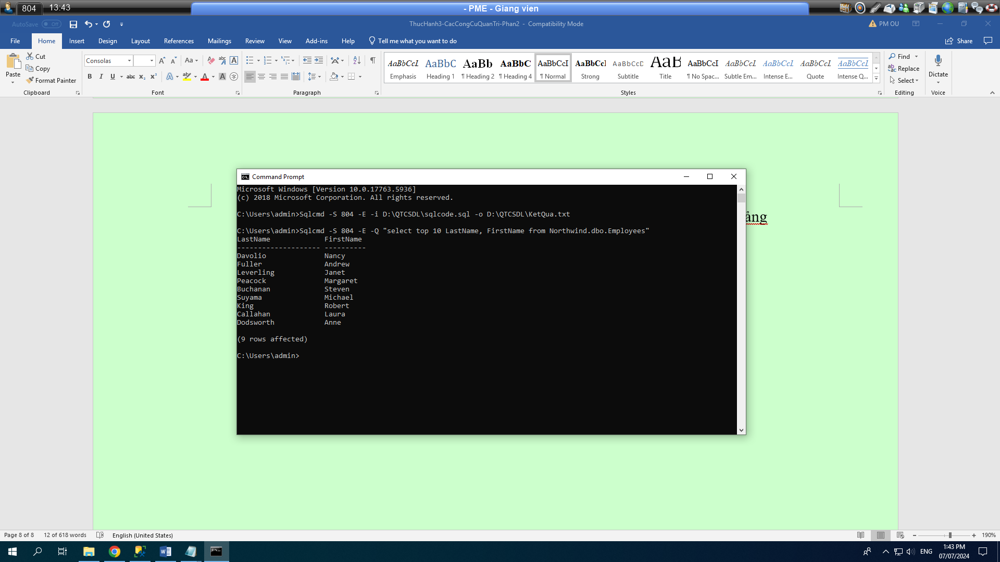 804
13:43
- PME - Giang vien
AutoSave Off
ThucHanh3-CacCongCuQuanTri-Phan2 - Compatibility Mode
PM OU
File Home Insert Design Layout References Mailings Review View Add-ins Help Tell me what you want to do
Share
Paste
Cut
Copy
Format Painter
Clipboard
Consolas
Font
Paragraph
AaBbCcI Emphasis
AaBbC Heading 1
AaBb ¶ Heading 2
AaBbC ¶ Heading 4
AaBbCcI ¶ Normal
AaBbCcI Strong
AaBbCcD Subtitle
AaB Title
AaBbCcI ¶ No Spac...
AaBbCcI Subtle Em...
AaBbCcI Intense E...
AaBbCcI Quote
AaBbCcI Intense Q...
Styles
Find
Replace
Select
Editing
Dictate
Voice
ảng
Command Prompt
Microsoft Windows [Version 10.0.17763.5936]
(c) 2018 Microsoft Corporation. All rights reserved.
C:\Users\admin>Sqlcmd -S 804 -E -i D:\QTCSDL\sqlcode.sql -o D:\QTCSDL\KetQua.txt
C:\Users\admin>Sqlcmd -S 804 -E -Q "select top 10 LastName, FirstName from Northwind.dbo.Employees"
LastName             FirstName
-------------------- ----------
Davolio              Nancy
Fuller               Andrew
Leverling            Janet
Peacock              Margaret
Buchanan             Steven
Suyama               Michael
King                 Robert
Callahan             Laura
Dodsworth            Anne
(9 rows affected)
C:\Users\admin>
Page 8 of 8 12 of 618 words English (United States)
190%
ENG
1:43 PM
07/07/2024